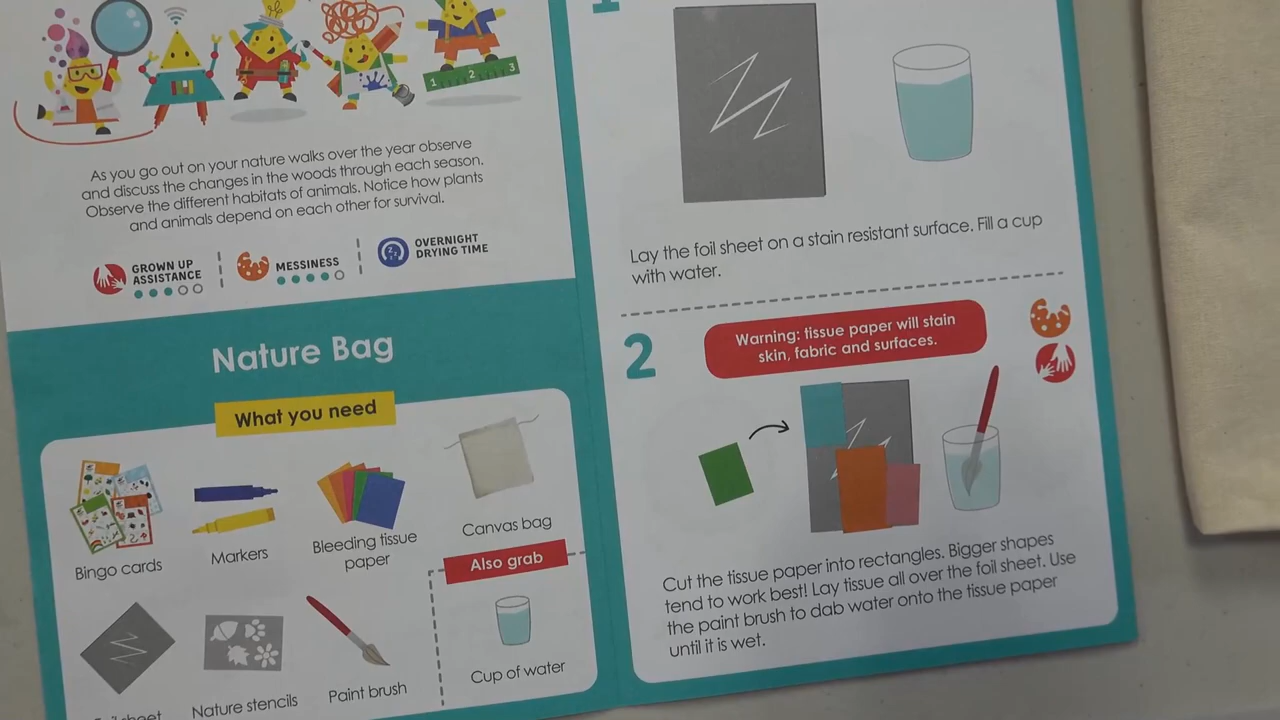 1 2 3
As you go out on your nature walks over the year observe
and discuss the changes in the woods through each season.
Observe the different habitats of animals. Notice how plants
and animals depend on each other for survival.
GROWN UP
ASSISTANCE
MESSINESS
OVERNIGHT
DRYING TIME
Nature Bag
What you need
Bingo cards
Markers
Bleeding tissue
paper
Canvas bag
Also grab
Cup of water
Foil sheet
Nature stencils
Paint brush
1
Lay the foil sheet on a stain resistant surface. Fill a cup
with water.
2
Warning: tissue paper will stain
skin, fabric and surfaces.
Cut the tissue paper into rectangles. Bigger shapes
tend to work best! Lay tissue all over the foil sheet. Use
the paint brush to dab water onto the tissue paper
until it is wet.